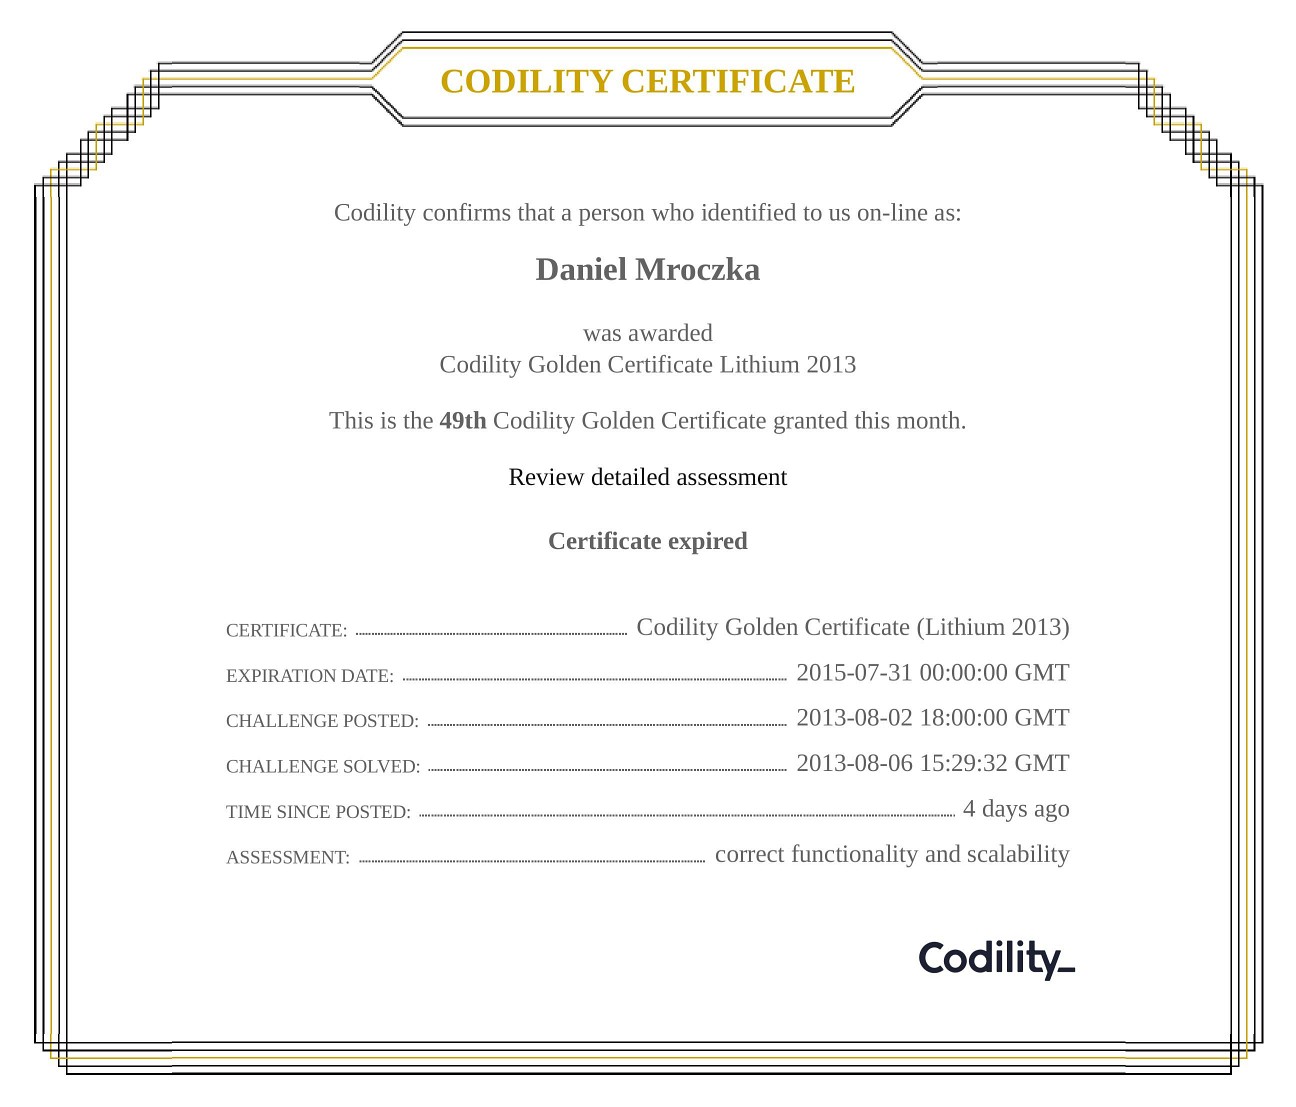 CODILITY CERTIFICATE
Codility confirms that a person who identified to us on-line as:
Daniel Mroczka
was awarded
Codility Golden Certificate Lithium 2013
This is the 49th Codility Golden Certificate granted this month.
Review detailed assessment
Certificate expired
CERTIFICATE: Codility Golden Certificate (Lithium 2013)
EXPIRATION DATE: 2015-07-31 00:00:00 GMT
CHALLENGE POSTED: 2013-08-02 18:00:00 GMT
CHALLENGE SOLVED: 2013-08-06 15:29:32 GMT
TIME SINCE POSTED: 4 days ago
ASSESSMENT: correct functionality and scalability
Codility_